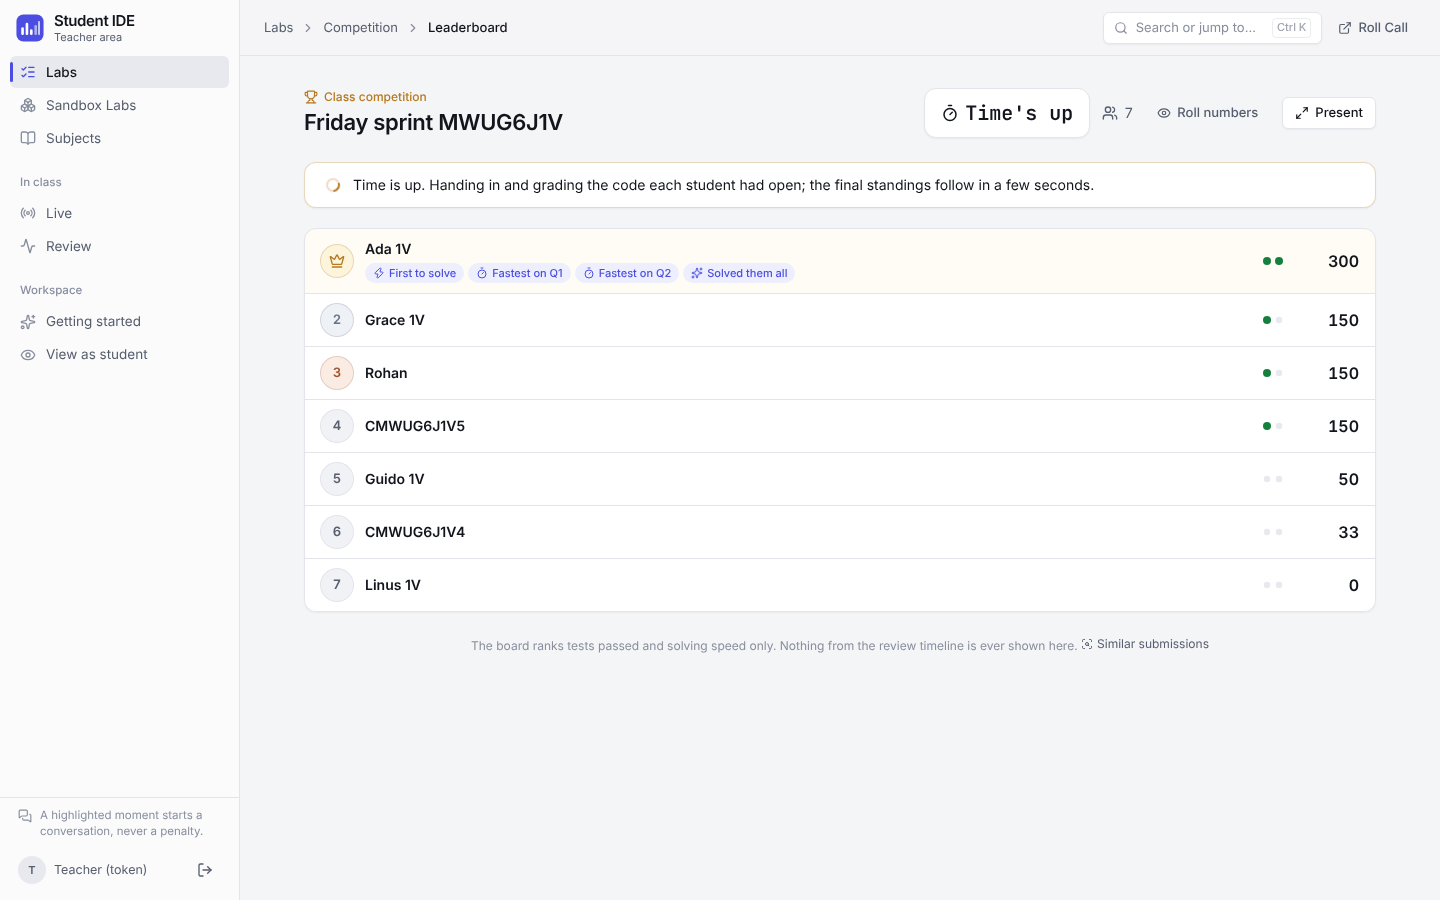 Student IDE
Teacher area
Labs
Sandbox Labs
Subjects
In class
Live
Review
Workspace
Getting started
View as student
A highlighted moment starts a
conversation, never a penalty.
T
Teacher (token)
Labs
Competition
Leaderboard
Search or jump to...
Ctrl K
Roll Call
Class competition
Friday sprint MWUG6J1V
Time's up
7
Roll numbers
Present
Time is up. Handing in and grading the code each student had open; the final standings follow in a few seconds.
Ada 1V
First to solve
Fastest on Q1
Fastest on Q2
Solved them all
300
2
Grace 1V
150
3
Rohan
150
4
CMWUG6J1V5
150
5
Guido 1V
50
6
CMWUG6J1V4
33
7
Linus 1V
0
The board ranks tests passed and solving speed only. Nothing from the review timeline is ever shown here.
Similar submissions